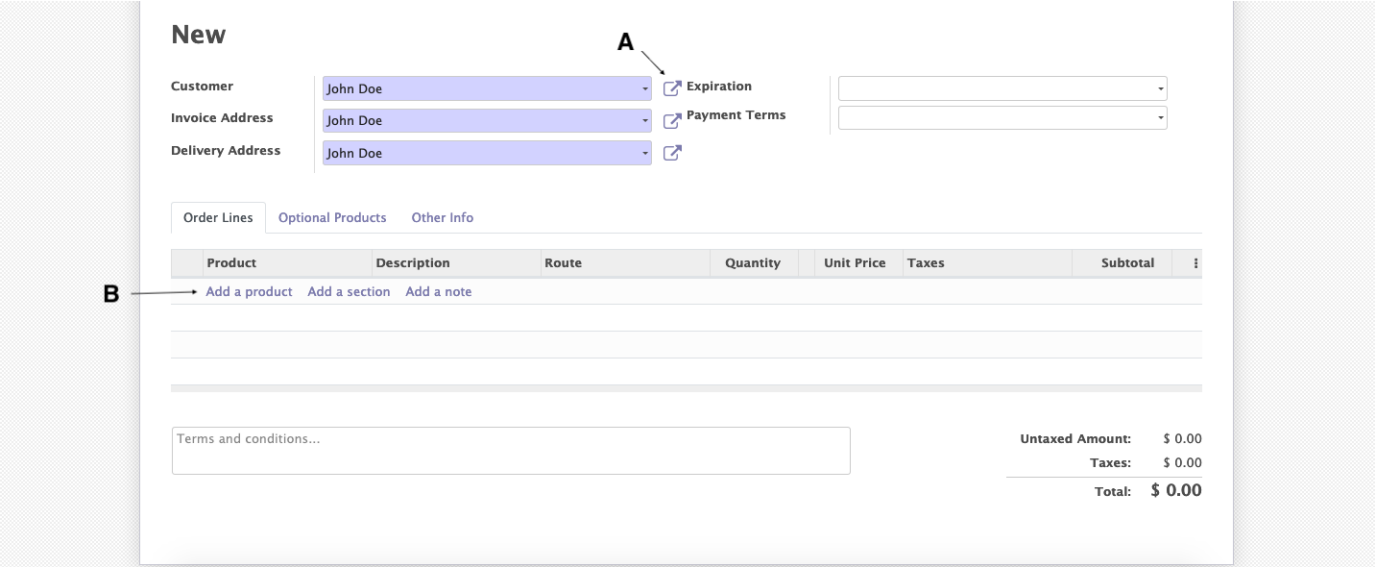 New
A
Customer John Doe Expiration
Invoice Address John Doe Payment Terms
Delivery Address John Doe
Order Lines Optional Products Other Info
Product Description Route Quantity Unit Price Taxes Subtotal
B Add a product Add a section Add a note
Terms and conditions... Untaxed Amount: $ 0.00
Taxes: $ 0.00
Total: $ 0.00